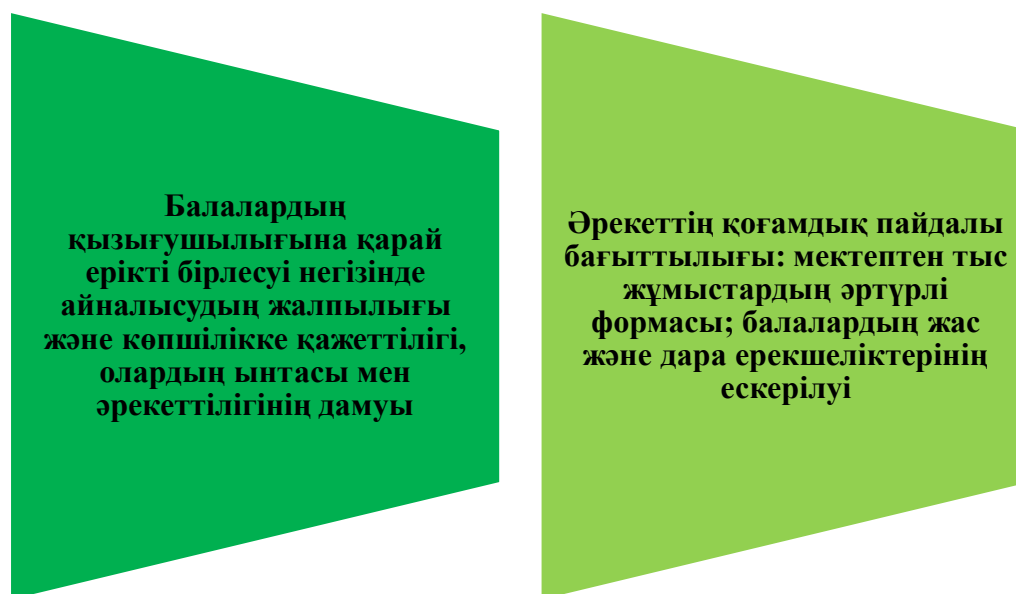 Балалардың
қызығушылығына қарай
ерікті бірлесуі негізінде
айналысудың жалпылығы
және көпшілікке қажеттілігі,
олардың ынтасы мен
әрекеттілігінің дамуы
Әрекеттің қоғамдық пайдалы
бағыттылығы: мектептен тыс
жұмыстардың әртүрлі
формасы; балалардың жас
және дара ерекшеліктерінің
ескерілуі